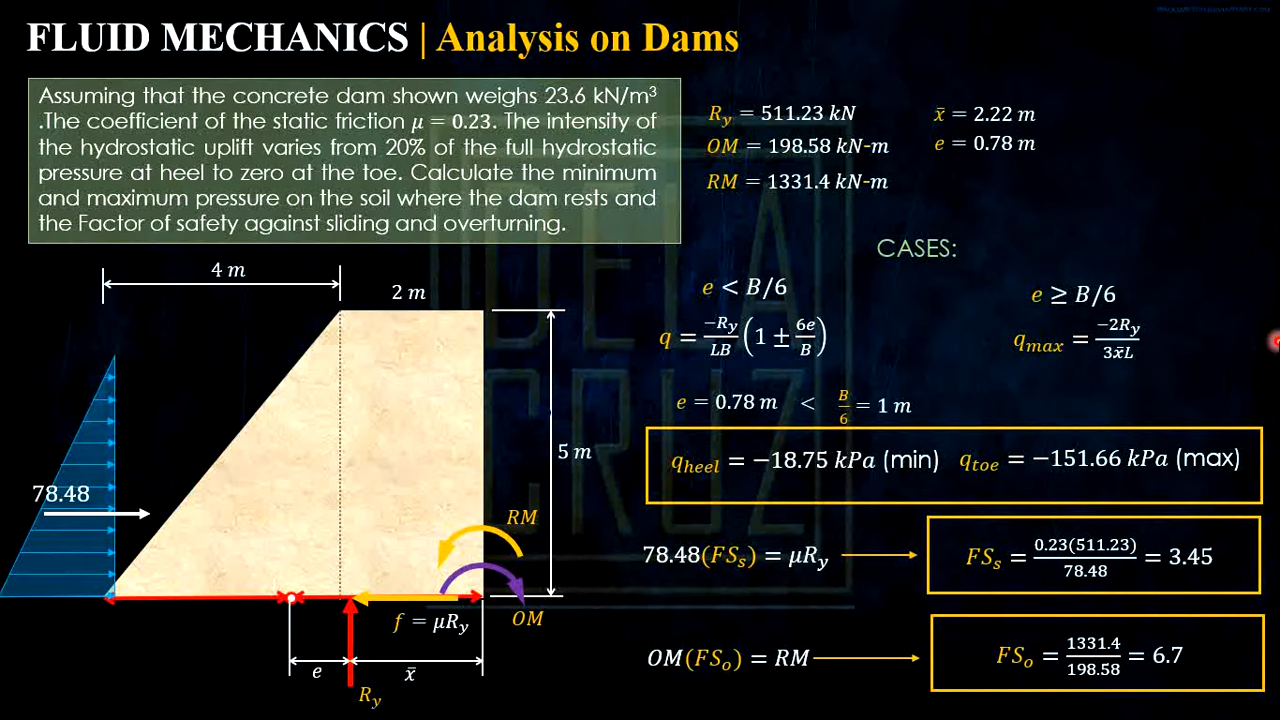 FLUID MECHANICS | Analysis on Dams
Assuming that the concrete dam shown weighs 23.6 kN/m³
.The coefficient of the static friction μ = 0.23. The intensity of
the hydrostatic uplift varies from 20% of the full hydrostatic
pressure at heel to zero at the toe. Calculate the minimum
and maximum pressure on the soil where the dam rests and
the Factor of safety against sliding and overturning.
R_y = 511.23 kN
x̄ = 2.22 m
OM = 198.58 kN-m
e = 0.78 m
RM = 1331.4 kN-m
CASES:
e < B/6
e ≥ B/6
q = -R_y/LB (1 ± 6e/B)
q_max = -2R_y/3x̄L
e = 0.78 m < B/6 = 1 m
q_heel = −18.75 kPa (min) q_toe = −151.66 kPa (max)
78.48(FS_s) = μR_y
FS_s = 0.23(511.23)/78.48 = 3.45
OM(FS_o) = RM
FS_o = 1331.4/198.58 = 6.7
4 m
2 m
5 m
78.48
RM
OM
f = μR_y
e
x̄
R_y
DELA
CRUZ